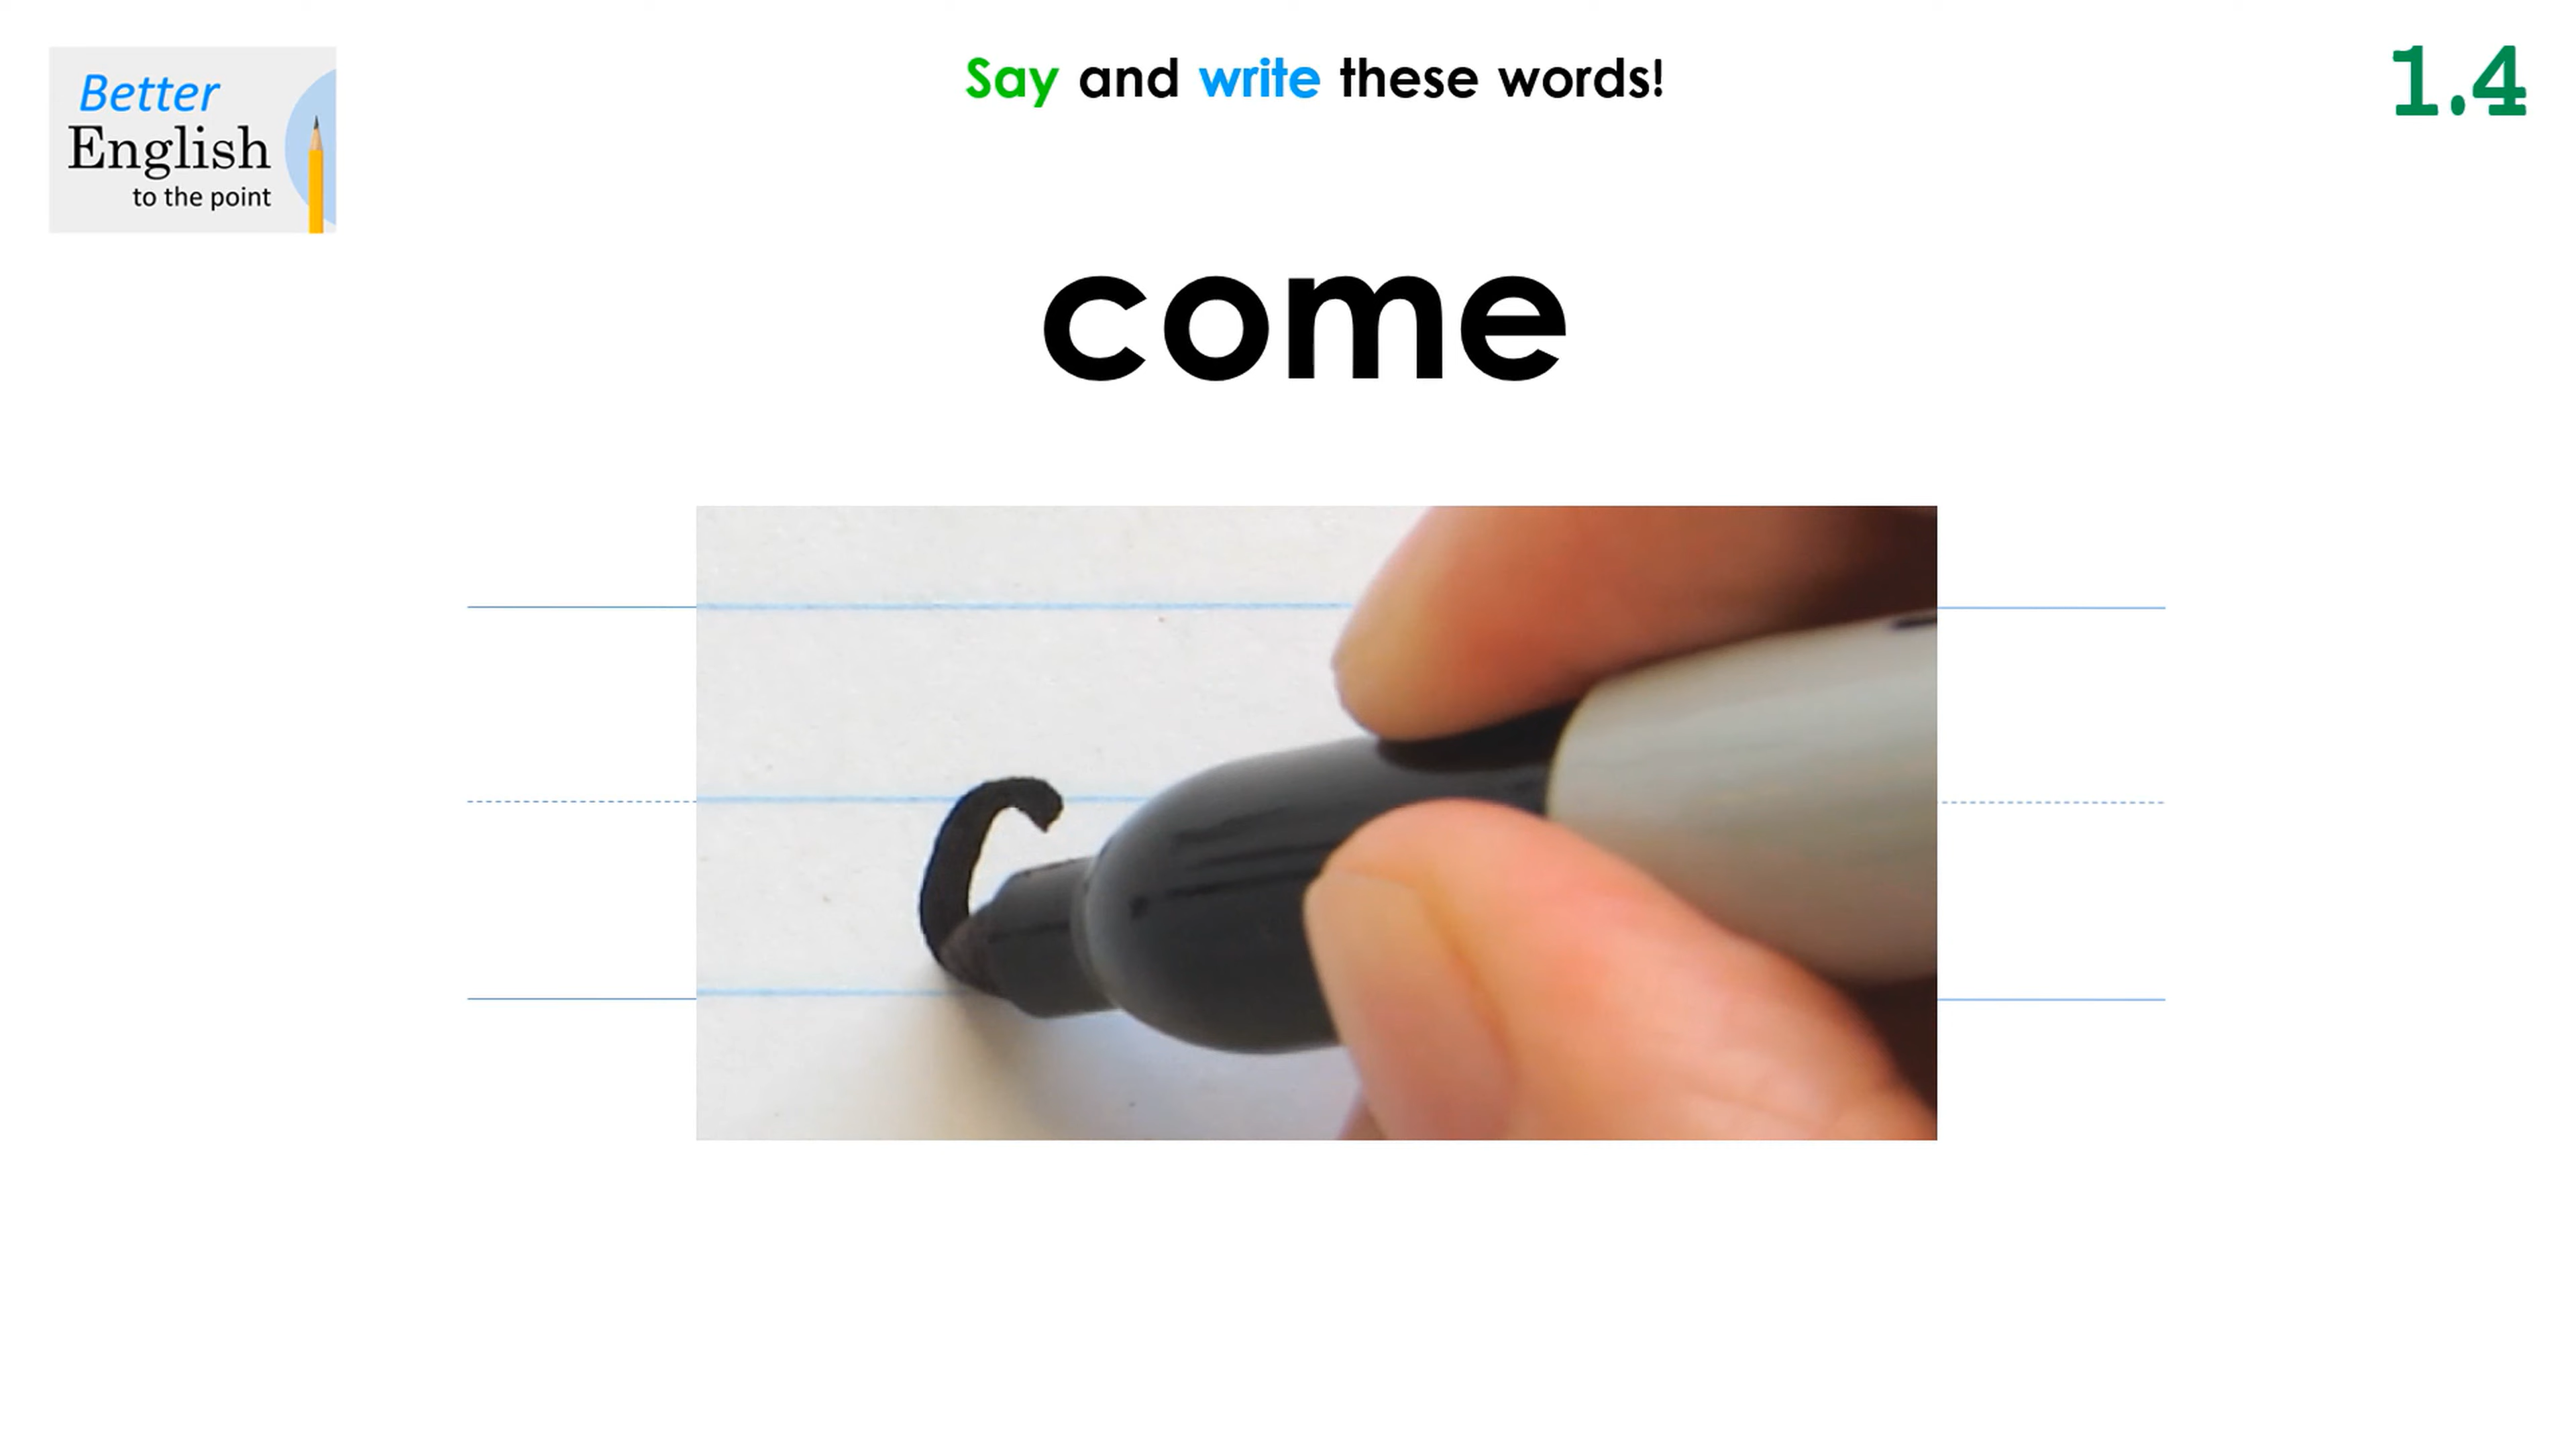 Better
English
to the point
Say and write these words!
1.4
come
c